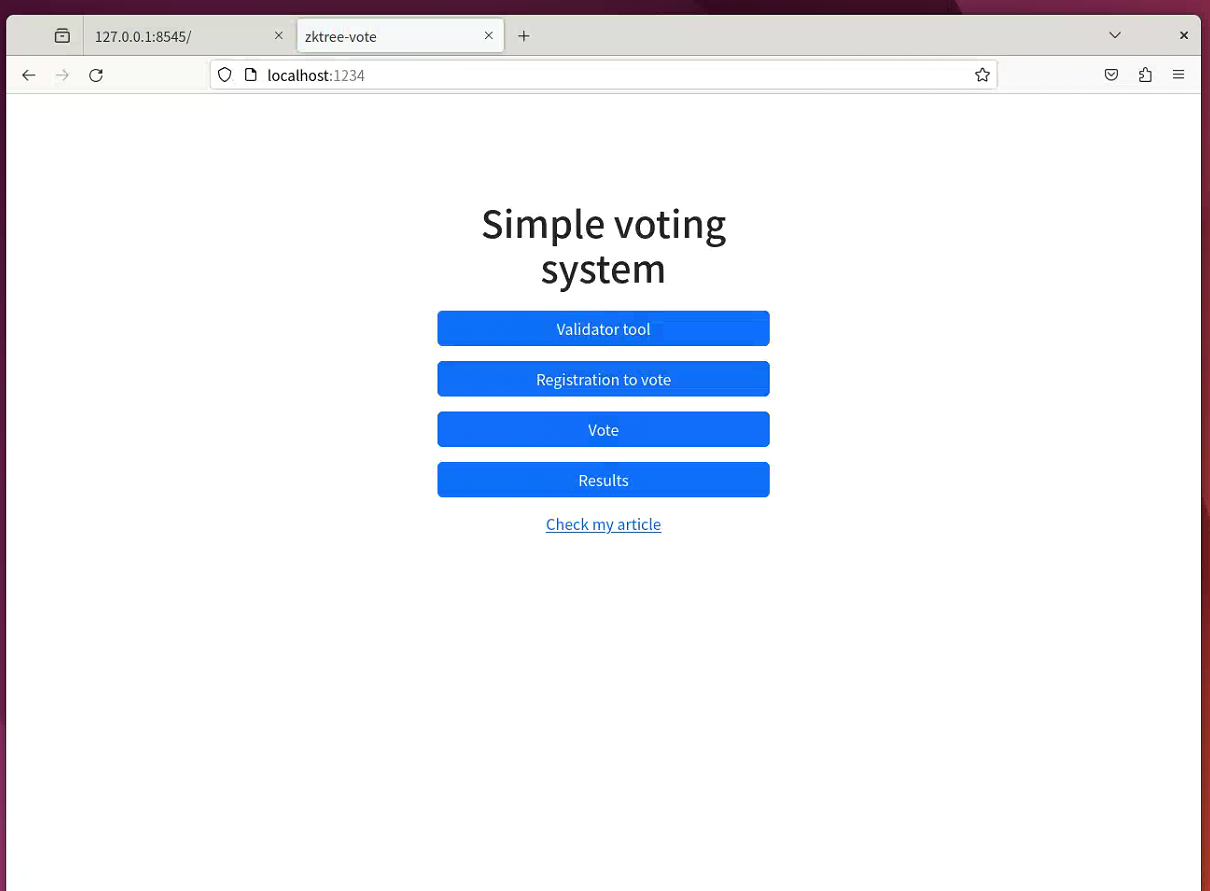 127.0.0.1:8545/
zktree-vote
localhost:1234
Simple voting
system
Validator tool
Registration to vote
Vote
Results
Check my article